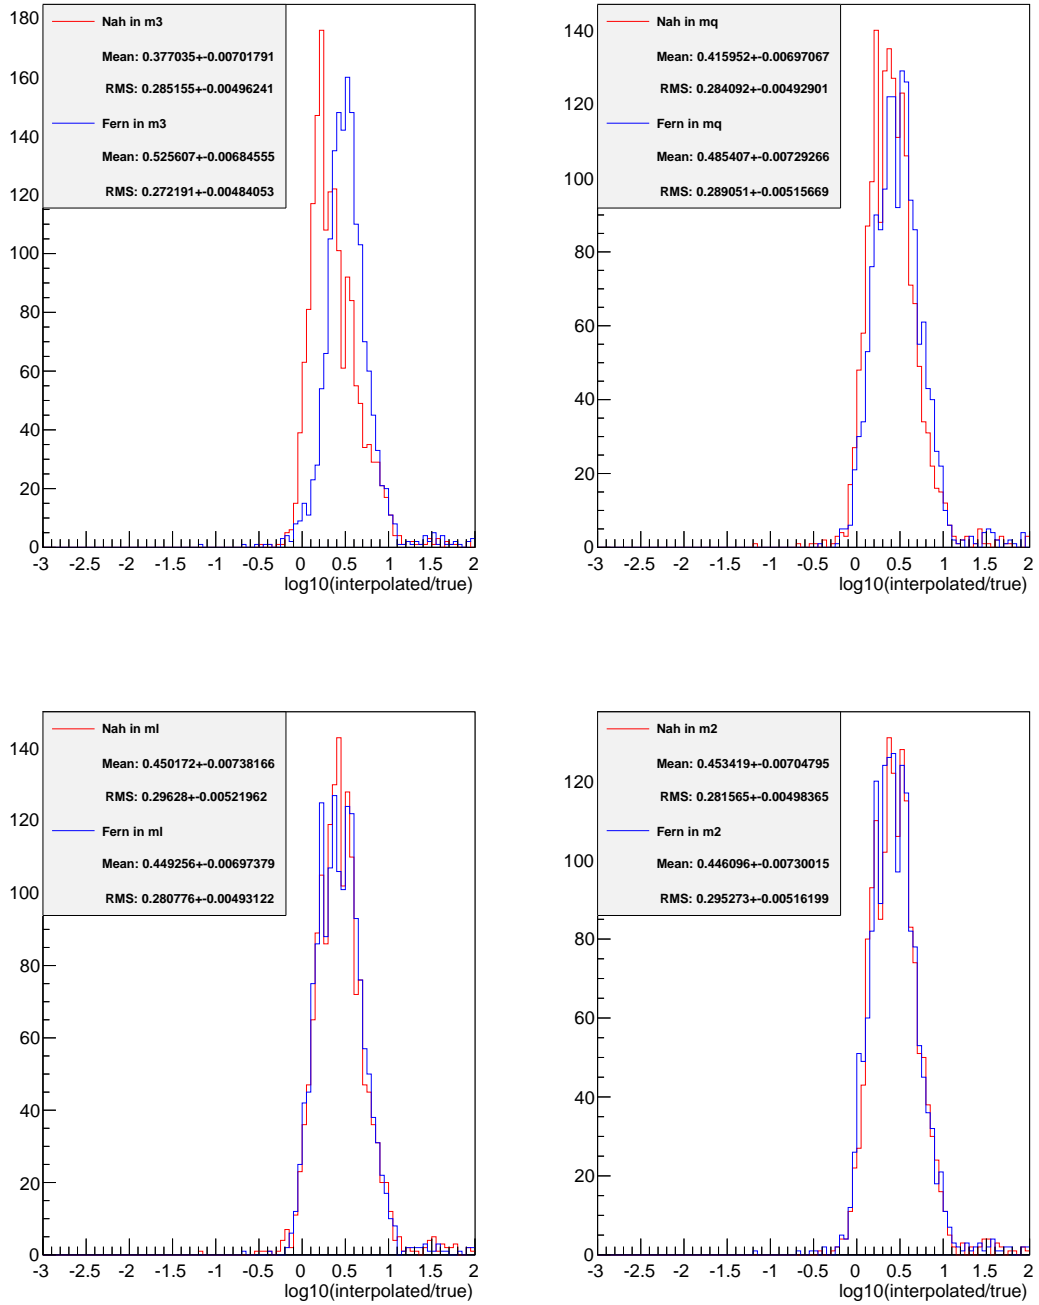 Nah in m3
Mean: 0.377035+-0.00701791
RMS: 0.285155+-0.00496241
Fern in m3
Mean: 0.525607+-0.00684555
RMS: 0.272191+-0.00484053
180
160
140
120
100
80
60
40
20
0
-3 -2.5 -2 -1.5 -1 -0.5 0 0.5 1 1.5 2
log10(interpolated/true)
Nah in mq
Mean: 0.415952+-0.00697067
RMS: 0.284092+-0.00492901
Fern in mq
Mean: 0.485407+-0.00729266
RMS: 0.289051+-0.00515669
140
120
100
80
60
40
20
0
-3 -2.5 -2 -1.5 -1 -0.5 0 0.5 1 1.5 2
log10(interpolated/true)
Nah in ml
Mean: 0.450172+-0.00738166
RMS: 0.29628+-0.00521962
Fern in ml
Mean: 0.449256+-0.00697379
RMS: 0.280776+-0.00493122
140
120
100
80
60
40
20
0
-3 -2.5 -2 -1.5 -1 -0.5 0 0.5 1 1.5 2
log10(interpolated/true)
Nah in m2
Mean: 0.453419+-0.00704795
RMS: 0.281565+-0.00498365
Fern in m2
Mean: 0.446096+-0.00730015
RMS: 0.295273+-0.00516199
120
100
80
60
40
20
0
-3 -2.5 -2 -1.5 -1 -0.5 0 0.5 1 1.5 2
log10(interpolated/true)